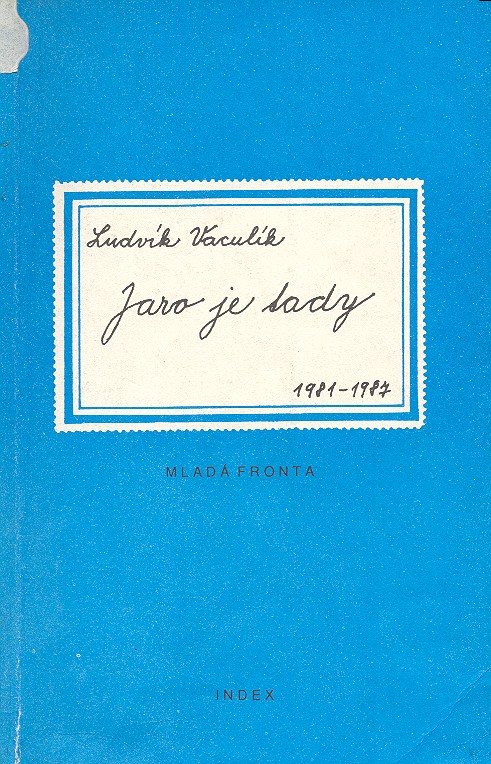 Ludvík Vaculík
Jaro je tady
1981-1987
MLADÁ FRONTA
INDEX